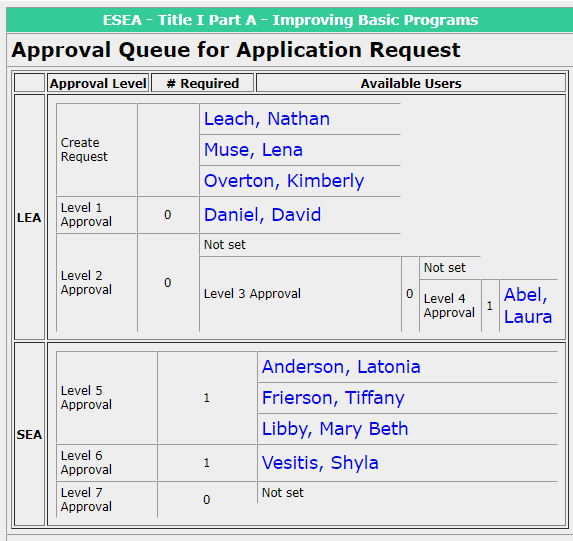 ESEA - Title I Part A - Improving Basic Programs
Approval Queue for Application Request
Approval Level # Required Available Users
LEA
Create
Request
Leach, Nathan
Muse, Lena
Overton, Kimberly
Level 1
Approval
0
Daniel, David
Level 2
Approval
0
Not set
Level 3 Approval
0
Not set
Level 4
Approval
1
Abel,
Laura
SEA
Level 5
Approval
1
Anderson, Latonia
Frierson, Tiffany
Libby, Mary Beth
Level 6
Approval
1
Vesitis, Shyla
Level 7
Approval
0
Not set